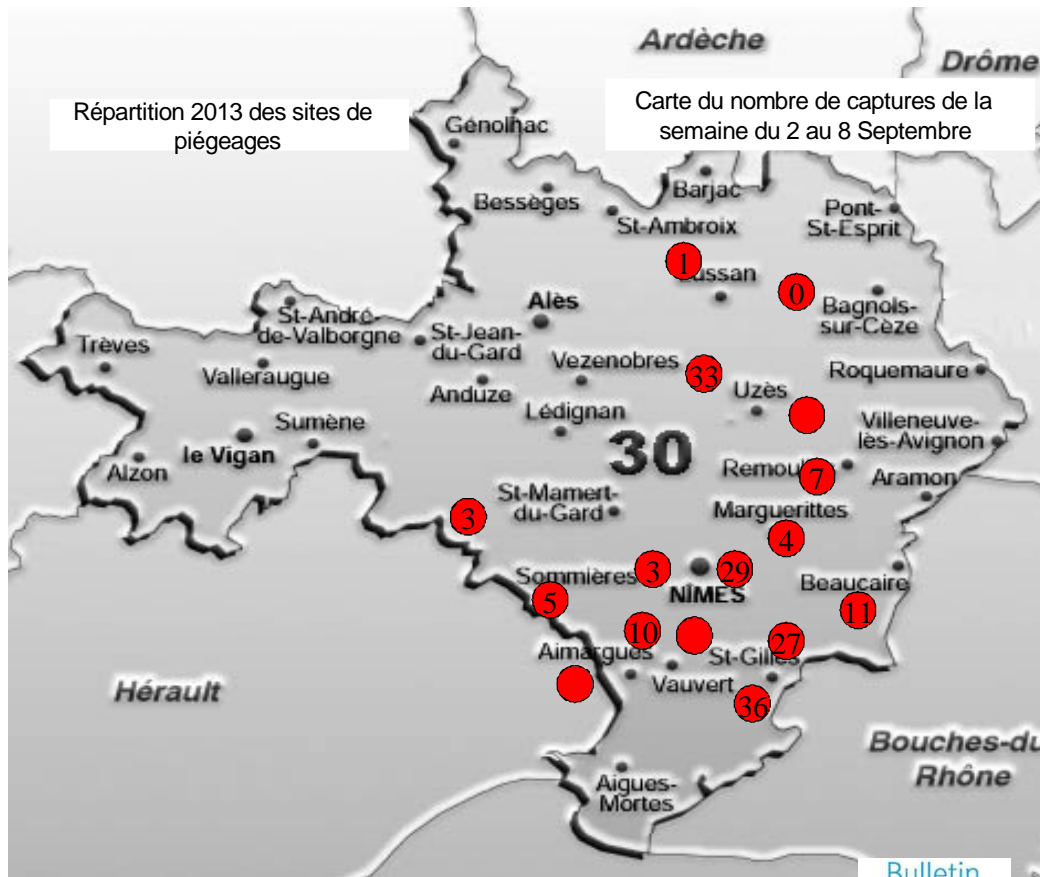 Ardèche
Drôme
Répartition 2013 des sites de
piégeages
Carte du nombre de captures de la
semaine du 2 au 8 Septembre
Génolhac
Barjac
Bessèges
St-Ambroix
Pont-
St-Esprit
1
ussan
0
Bagnols-
sur-Cèze
Alès
St-André-
de-Valborgne
St-Jean-
du-Gard
Trèves
Valleraugue
Vezenobres
33
Roquemaure
Anduze
Uzès
Lédignan
Villeneuve-
lès-Avignon
Sumène
le Vigan
30
Alzon
Remoul
7
Aramon
St-Mamert-
du-Gard
Marguerittes
3
4
Sommières
3
29
NÎMES
Beaucaire
5
11
10
27
Aimargues
St-Gilles
Vauvert
36
Hérault
Bouches-du
Rhône
Aigues-
Mortes
Bulletin